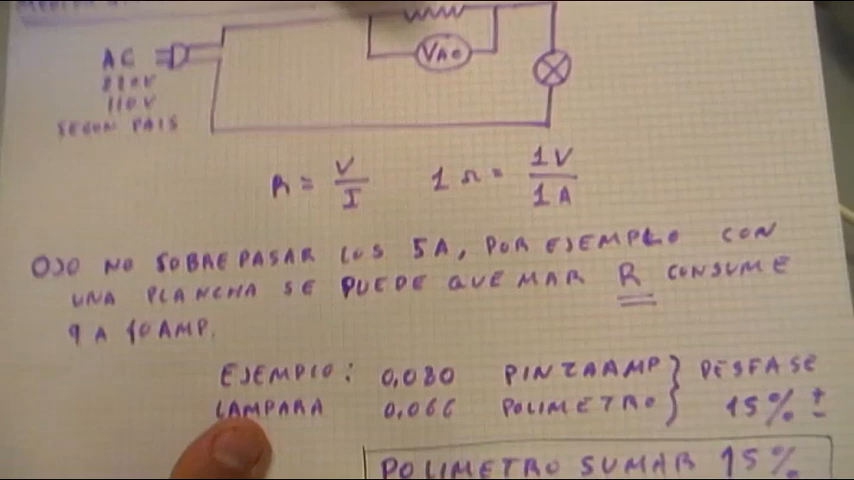 AC
220V
110V
SEGUN PAIS
VAC
R = V / I
1 Ω = 1V / 1A
OJO NO SOBREPASAR LOS 5A, POR EJEMPLO CON
UNA PLANCHA SE PUEDE QUEMAR R CONSUME
9 A 10 AMP.
EJEMPLO: 0,080 PINZAAMP } DESFASE
LAMPARA 0,066 POLIMETRO } 15% ±
POLIMETRO SUMAR 15%